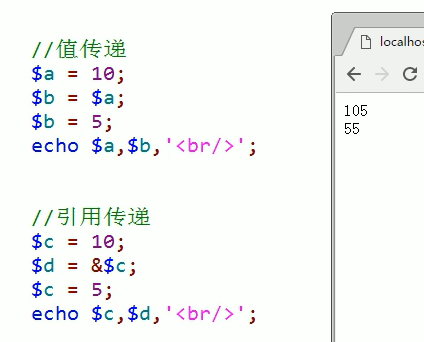 //值传递
$a = 10;
$b = $a;
$b = 5;
echo $a,$b,'<br/>';
//引用传递
$c = 10;
$d = &$c;
$c = 5;
echo $c,$d,'<br/>';
localhos
105
55